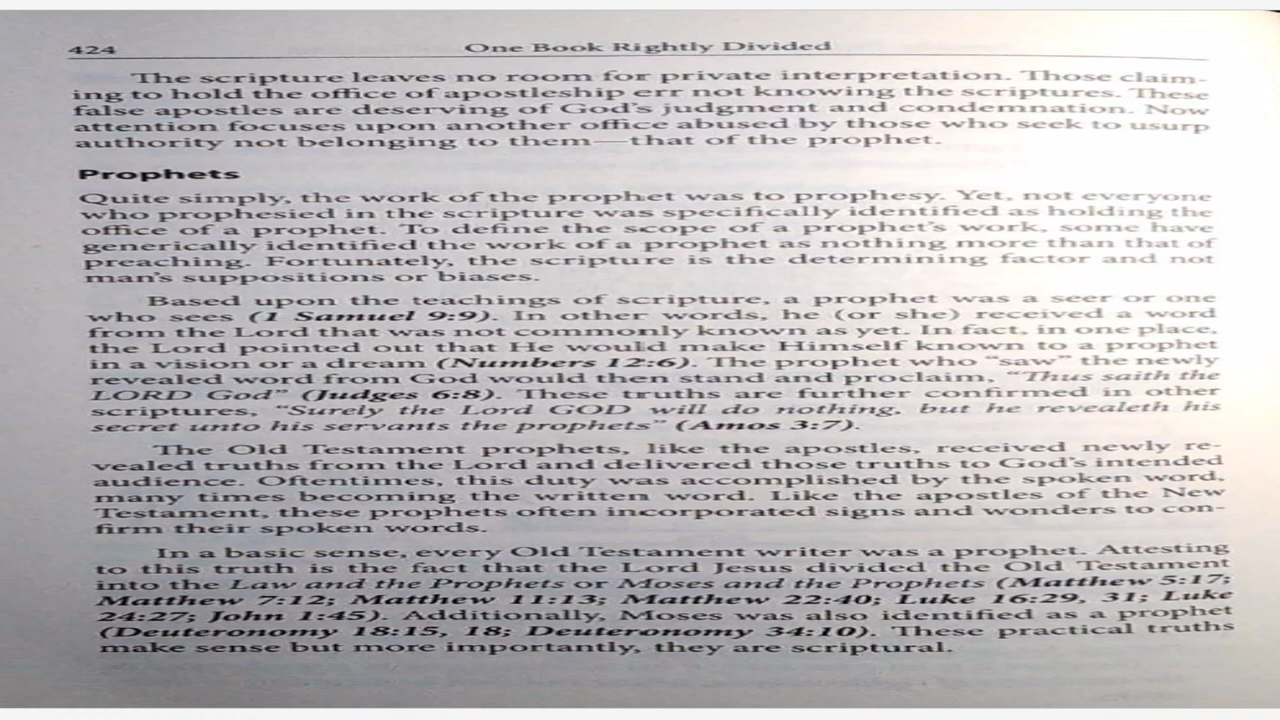 424 One Book Rightly Divided
The scripture leaves no room for private interpretation. Those claim-
ing to hold the office of apostleship err not knowing the scriptures. These
false apostles are deserving of God's judgment and condemnation. Now
attention focuses upon another office abused by those who seek to usurp
authority not belonging to them—that of the prophet.
Prophets
Quite simply, the work of the prophet was to prophesy. Yet, not everyone
who prophesied in the scripture was specifically identified as holding the
office of a prophet. To define the scope of a prophet's work, some have
generically identified the work of a prophet as nothing more than that of
preaching. Fortunately, the scripture is the determining factor and not
man's suppositions or biases.
Based upon the teachings of scripture, a prophet was a seer or one
who sees (1 Samuel 9:9). In other words, he (or she) received a word
from the Lord that was not commonly known as yet. In fact, in one place,
the Lord pointed out that He would make Himself known to a prophet
in a vision or a dream (Numbers 12:6). The prophet who “saw” the newly
revealed word from God would then stand and proclaim, “Thus saith the
LORD God” (Judges 6:8). These truths are further confirmed in other
scriptures, “Surely the Lord GOD will do nothing, but he revealeth his
secret unto his servants the prophets” (Amos 3:7).
The Old Testament prophets, like the apostles, received newly re-
vealed truths from the Lord and delivered those truths to God's intended
audience. Oftentimes, this duty was accomplished by the spoken word,
many times becoming the written word. Like the apostles of the New
Testament, these prophets often incorporated signs and wonders to con-
firm their spoken words.
In a basic sense, every Old Testament writer was a prophet. Attesting
to this truth is the fact that the Lord Jesus divided the Old Testament
into the Law and the Prophets or Moses and the Prophets (Matthew 5:17;
Matthew 7:12; Matthew 11:13; Matthew 22:40; Luke 16:29, 31; Luke
24:27; John 1:45). Additionally, Moses was also identified as a prophet
(Deuteronomy 18:15, 18; Deuteronomy 34:10). These practical truths
make sense but more importantly, they are scriptural.